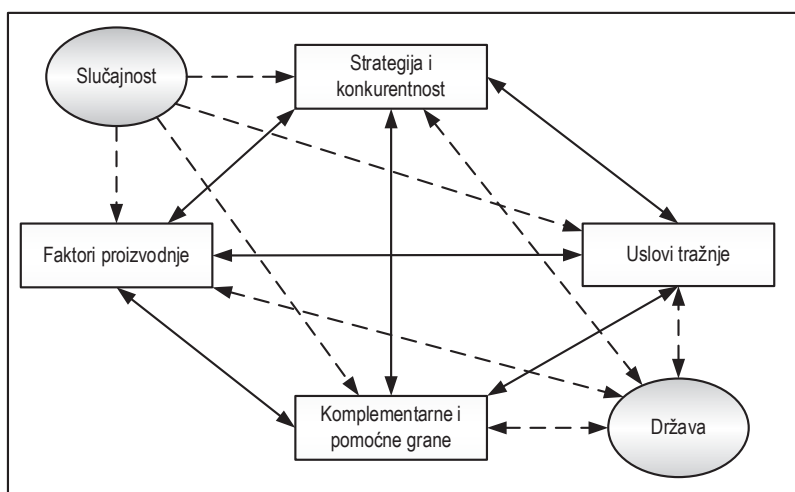 Slučajnost
Strategija i
konkurentnost
Faktori proizvodnje
Uslovi tražnje
Komplementarne i
pomoćne grane
Država